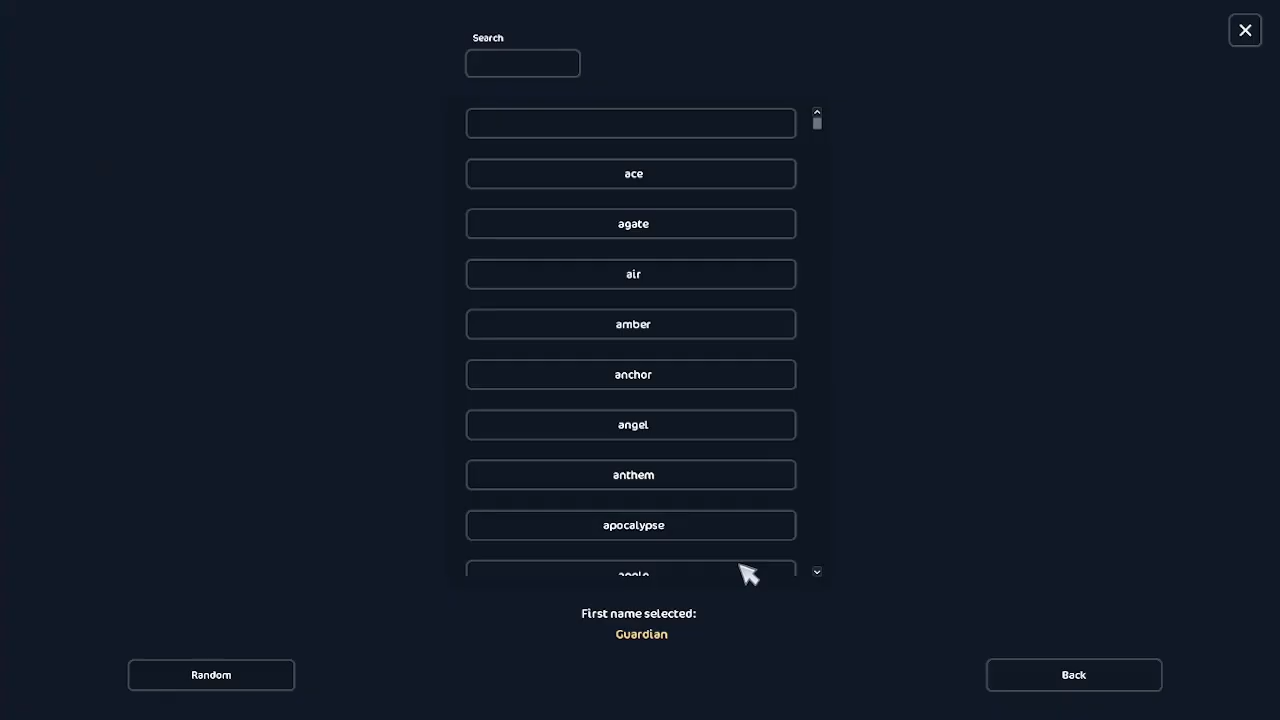 Search
ace
agate
air
amber
anchor
angel
anthem
apocalypse
First name selected:
Guardian
Random
Back